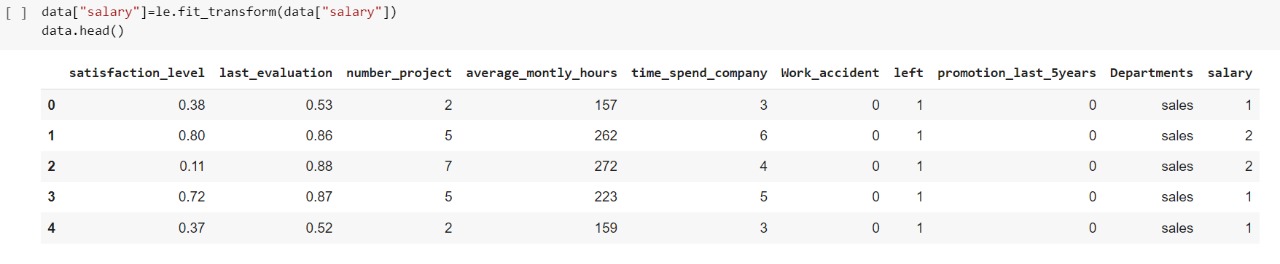 [ ] data["salary"]=le.fit_transform(data["salary"])
data.head()
satisfaction_level last_evaluation number_project average_montly_hours time_spend_company Work_accident left promotion_last_5years Departments salary
0 0.38 0.53 2 157 3 0 1 0 sales 1
1 0.80 0.86 5 262 6 0 1 0 sales 2
2 0.11 0.88 7 272 4 0 1 0 sales 2
3 0.72 0.87 5 223 5 0 1 0 sales 1
4 0.37 0.52 2 159 3 0 1 0 sales 1